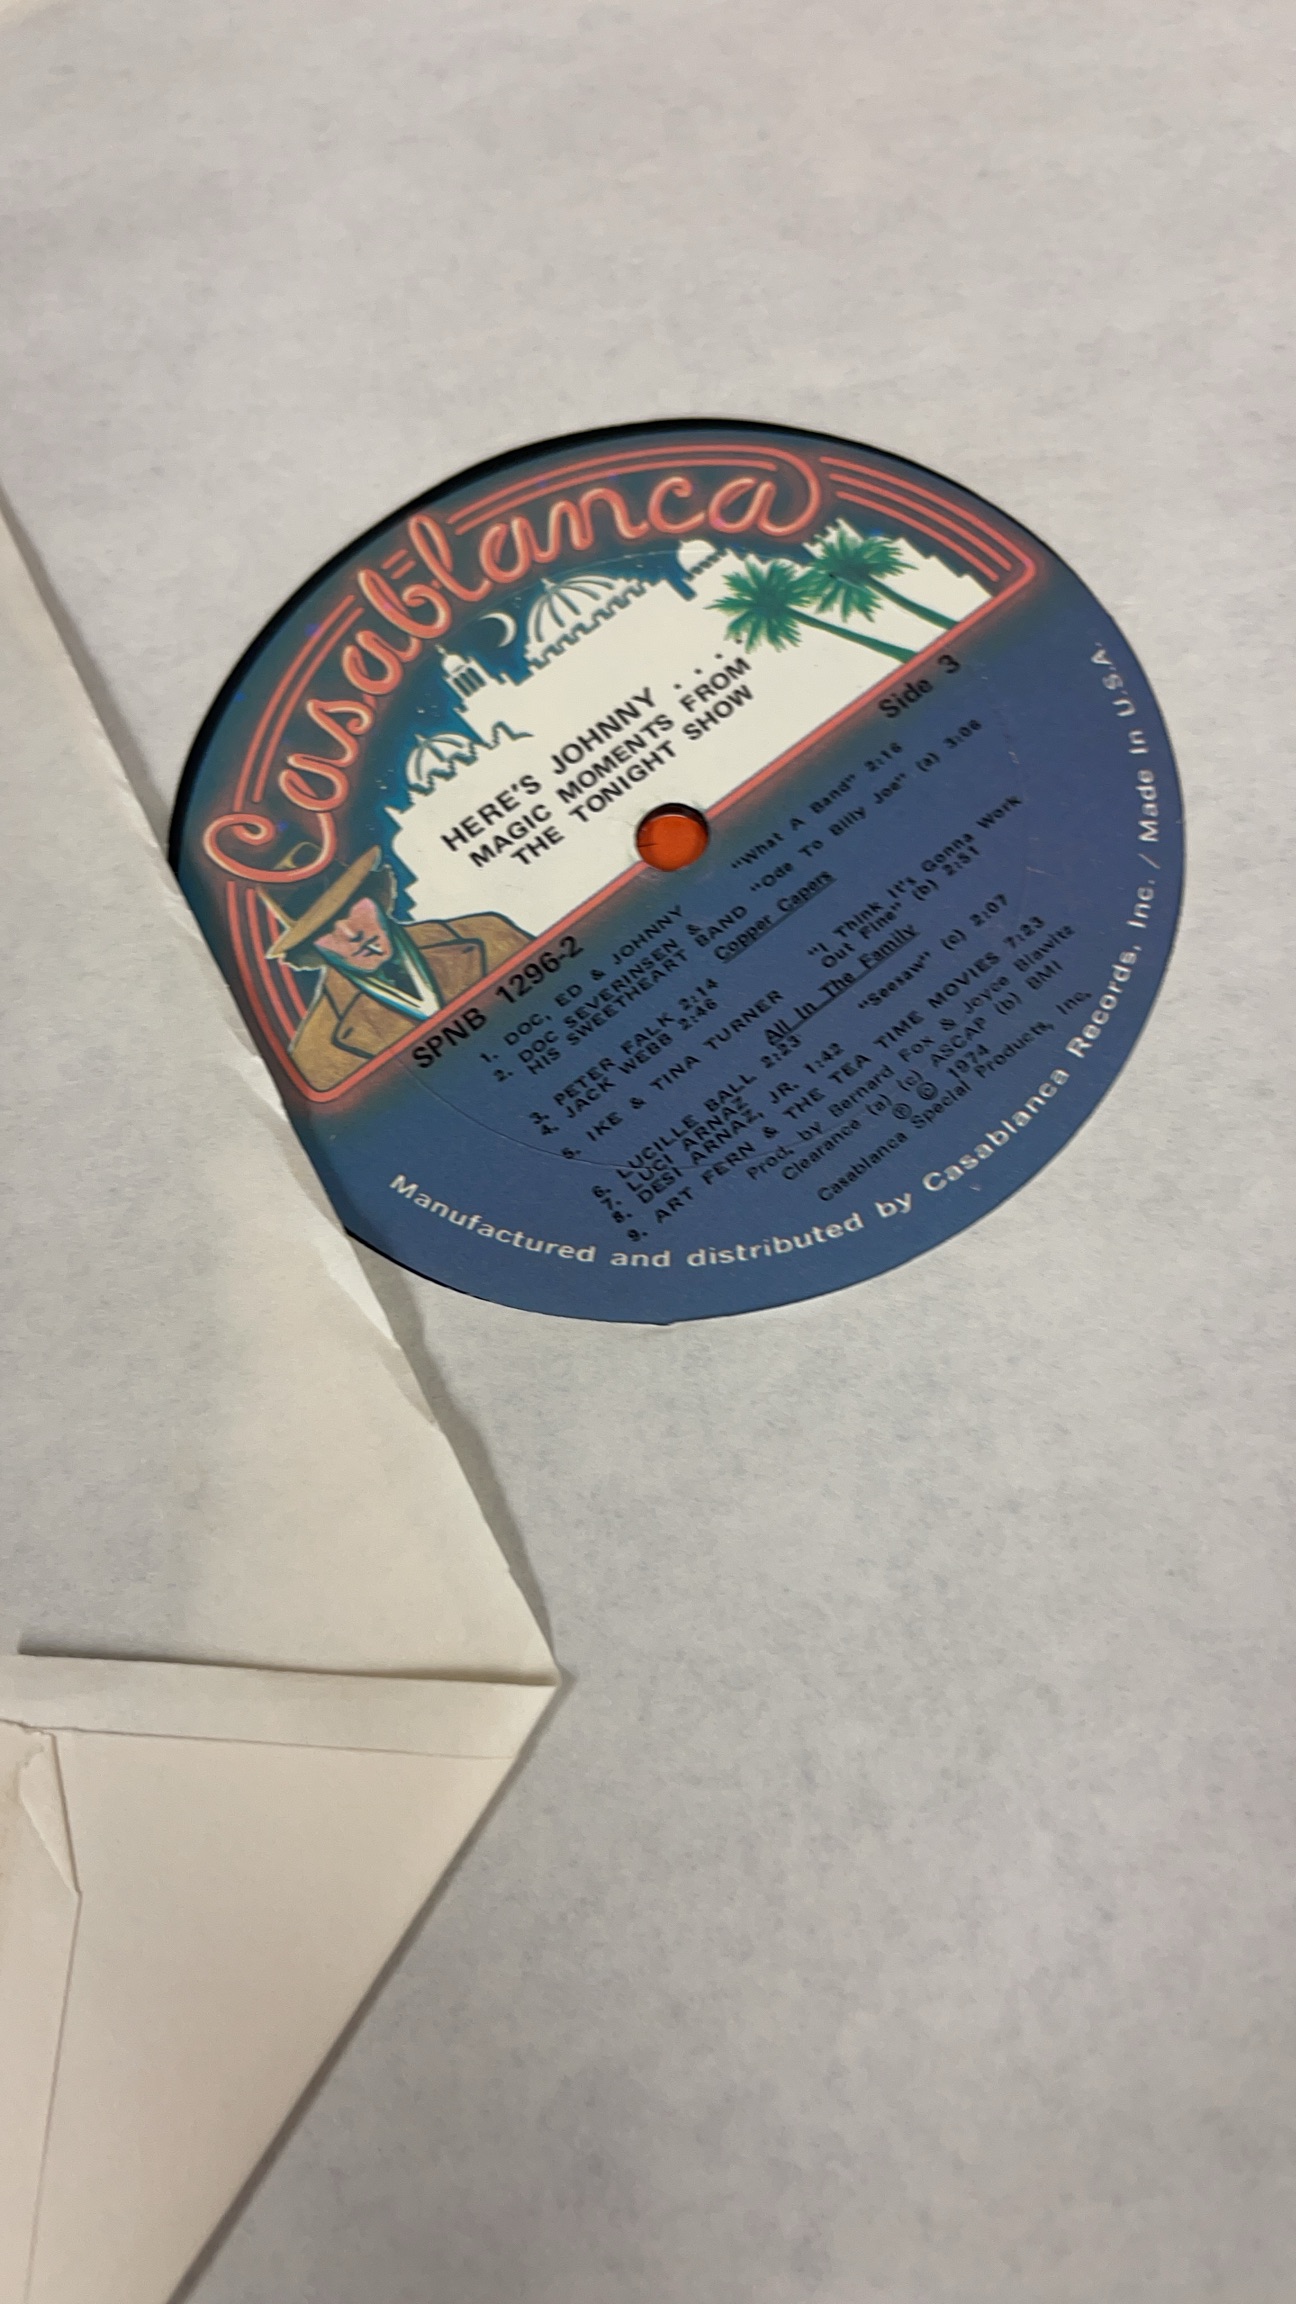 Casablanca
HERE'S JOHNNY . . . .
MAGIC MOMENTS FROM
THE TONIGHT SHOW
SPNB 1296-2
Side 3
1. DOC, ED & JOHNNY "What A Band" 2:16
2. DOC SEVERINSEN &
HIS SWEETHEART BAND "Ode To Billy Joe" (a) 3:06
Copper Capers
3. PETER FALK 2:14
4. JACK WEBB 2:46
5. IKE & TINA TURNER "I Think It's Gonna Work
Out Fine" (b) 2:51
All In The Family
6. LUCILLE BALL 2:23
7. LUCI ARNAZ "Seesaw" (c) 2:07
8. DESI ARNAZ, JR. 1:42
9. ART FERN & THE TEA TIME MOVIES 7:23
Prod. by Bernard Fox & Joyce Blawitz
Clearance (a) (c) ASCAP (b) BMI
℗ © 1974
Casablanca Special Products, Inc.
Manufactured and distributed by Casablanca Records, Inc. / Made In U.S.A.